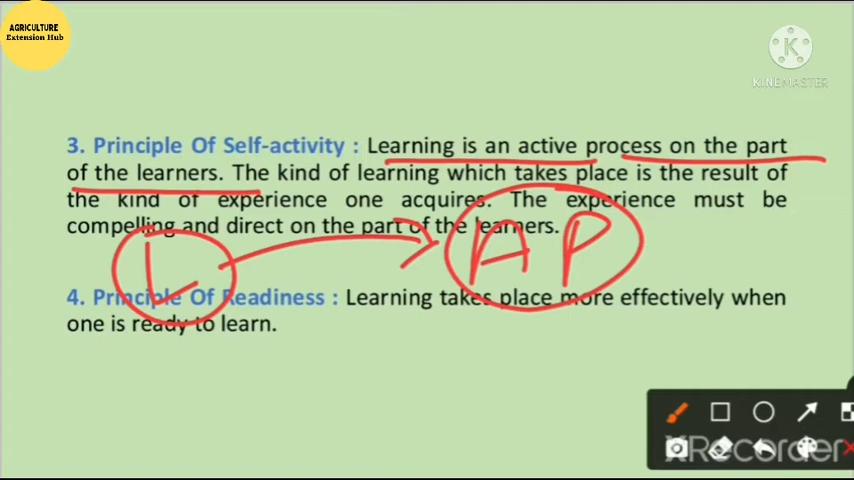 AGRICULTURE
Extension Hub
K
KINEMASTER
3. Principle Of Self-activity : Learning is an active process on the part
of the learners. The kind of learning which takes place is the result of
the kind of experience one acquires. The experience must be
compelling and direct on the part of the learners.
L AP
4. Principle Of Readiness : Learning takes place more effectively when
one is ready to learn.
XRecorder